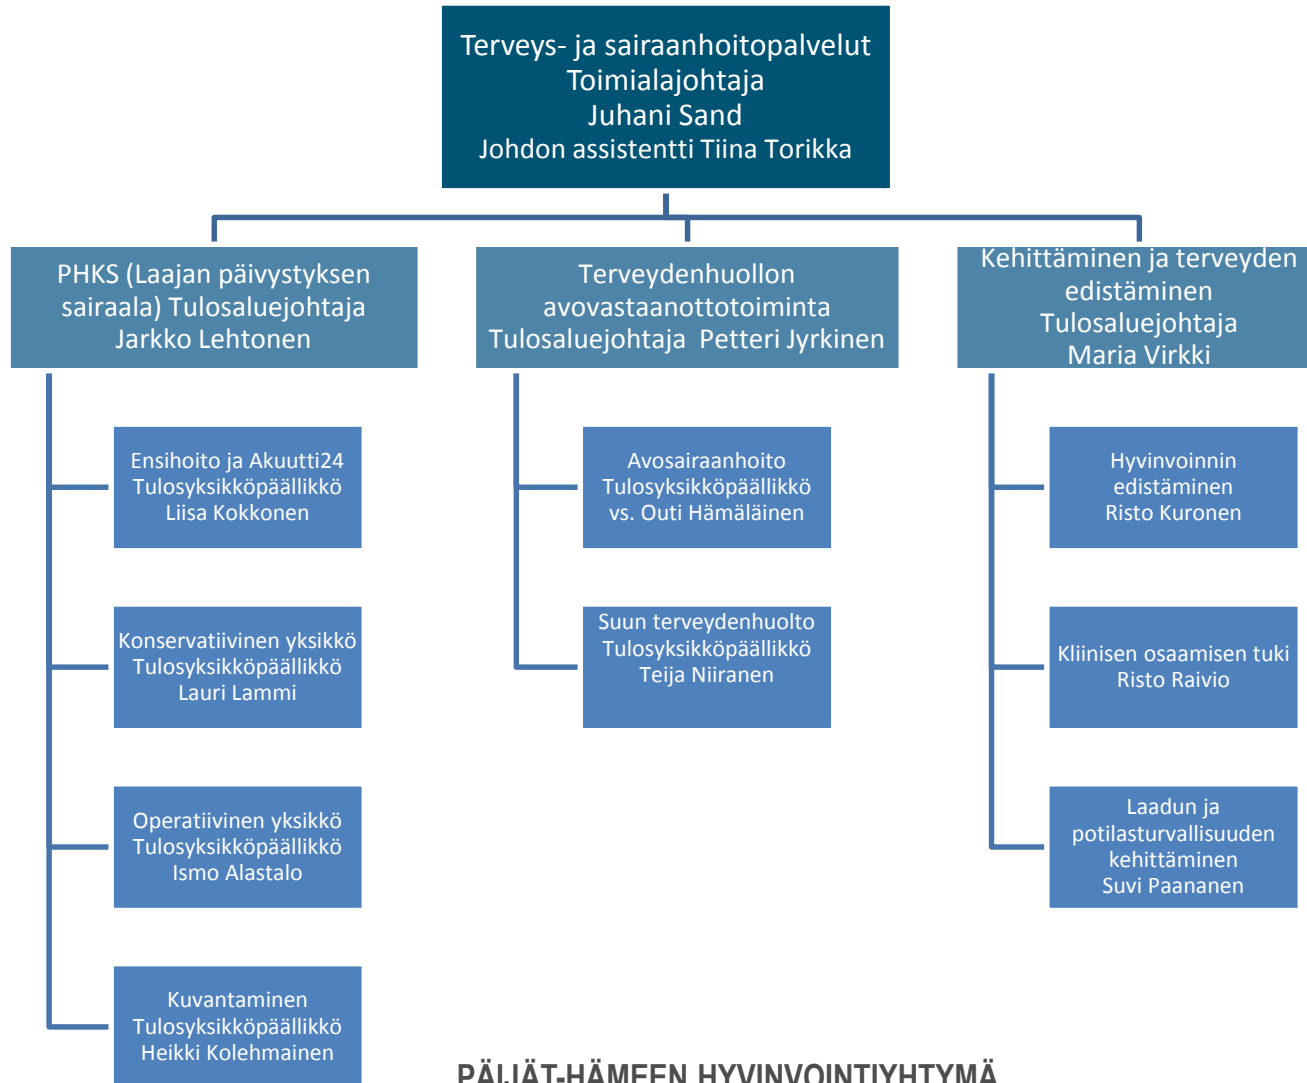 Terveys- ja sairaanhoitopalvelut
Toimialajohtaja
Juhani Sand
Johdon assistentti Tiina Torikka
PHKS (Laajan päivystyksen
sairaala) Tulosaluejohtaja
Jarkko Lehtonen
Ensihoito ja Akuutti24
Tulosyksikköpäällikkö
Liisa Kokkonen
Konservatiivinen yksikkö
Tulosyksikköpäällikkö
Lauri Lammi
Operatiivinen yksikkö
Tulosyksikköpäällikkö
Ismo Alastalo
Kuvantaminen
Tulosyksikköpäällikkö
Heikki Kolehmainen
Terveydenhuollon
avovastaanottotoiminta
Tulosaluejohtaja Petteri Jyrkinen
Avosairaanhoito
Tulosyksikköpäällikkö
vs. Outi Hämäläinen
Suun terveydenhuolto
Tulosyksikköpäällikkö
Teija Niiranen
Kehittäminen ja terveyden
edistäminen
Tulosaluejohtaja
Maria Virkki
Hyvinvoinnin
edistäminen
Risto Kuronen
Kliinisen osaamisen tuki
Risto Raivio
Laadun ja
potilasturvallisuuden
kehittäminen
Suvi Paananen
PÄIJÄT-HÄMEEN HYVINVOINTIYHTYMÄ